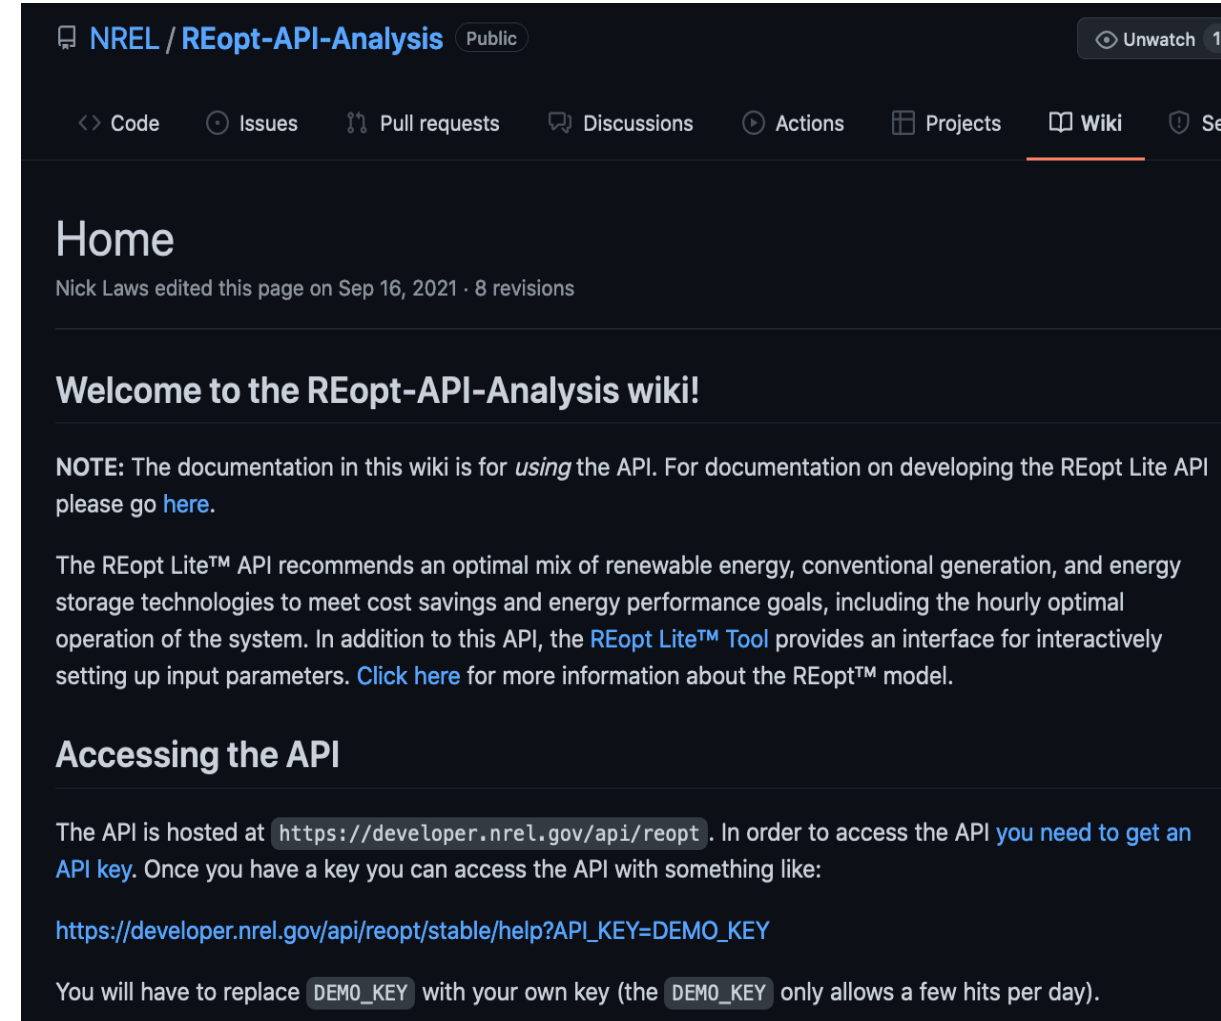 NREL / REopt-API-Analysis Public
Unwatch 1
Code Issues Pull requests Discussions Actions Projects Wiki Se
Home
Nick Laws edited this page on Sep 16, 2021 · 8 revisions
Welcome to the REopt-API-Analysis wiki!
NOTE: The documentation in this wiki is for using the API. For documentation on developing the REopt Lite API
please go here.
The REopt Lite™ API recommends an optimal mix of renewable energy, conventional generation, and energy
storage technologies to meet cost savings and energy performance goals, including the hourly optimal
operation of the system. In addition to this API, the REopt Lite™ Tool provides an interface for interactively
setting up input parameters. Click here for more information about the REopt™ model.
Accessing the API
The API is hosted at https://developer.nrel.gov/api/reopt. In order to access the API you need to get an
API key. Once you have a key you can access the API with something like:
https://developer.nrel.gov/api/reopt/stable/help?API_KEY=DEMO_KEY
You will have to replace DEMO_KEY with your own key (the DEMO_KEY only allows a few hits per day).